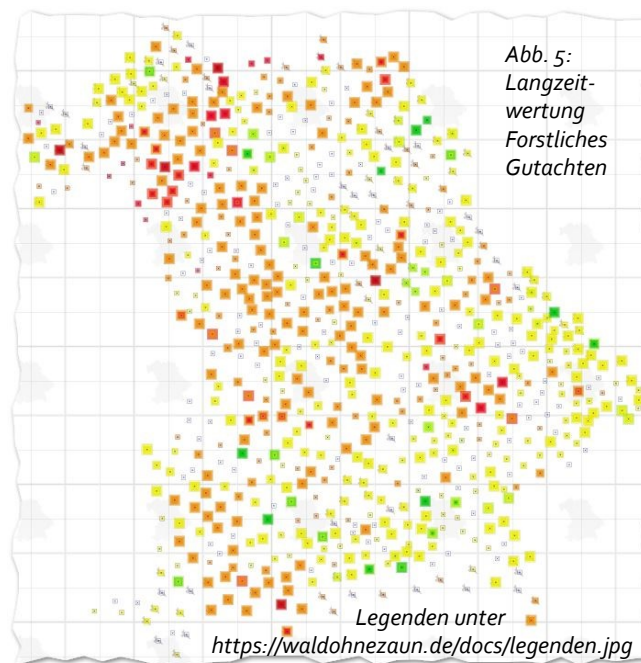 Abb. 5:
Langzeit-
wertung
Forstliches
Gutachten
Legenden unter
https://waldohnezaun.de/docs/legenden.jpg